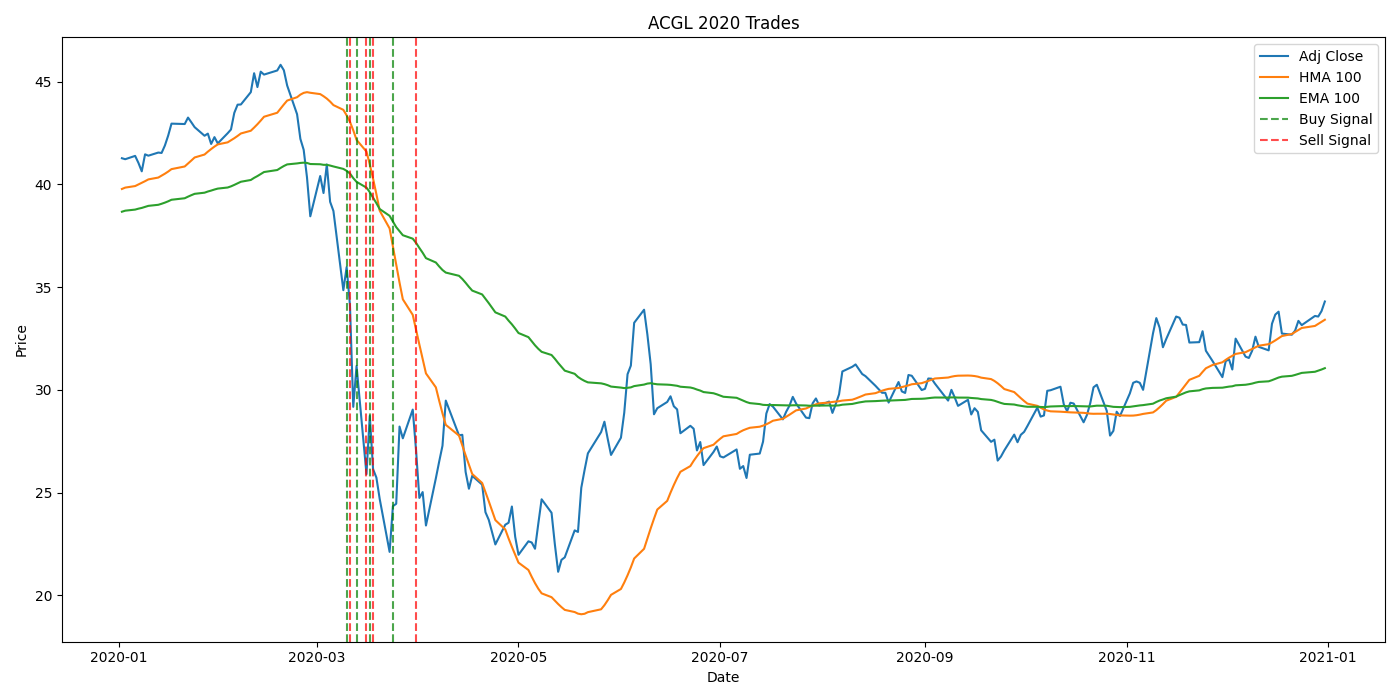 ACGL 2020 Trades
Adj Close
HMA 100
EMA 100
Buy Signal
Sell Signal
Price
45
40
35
30
25
20
2020-01
2020-03
2020-05
2020-07
2020-09
2020-11
2021-01
Date